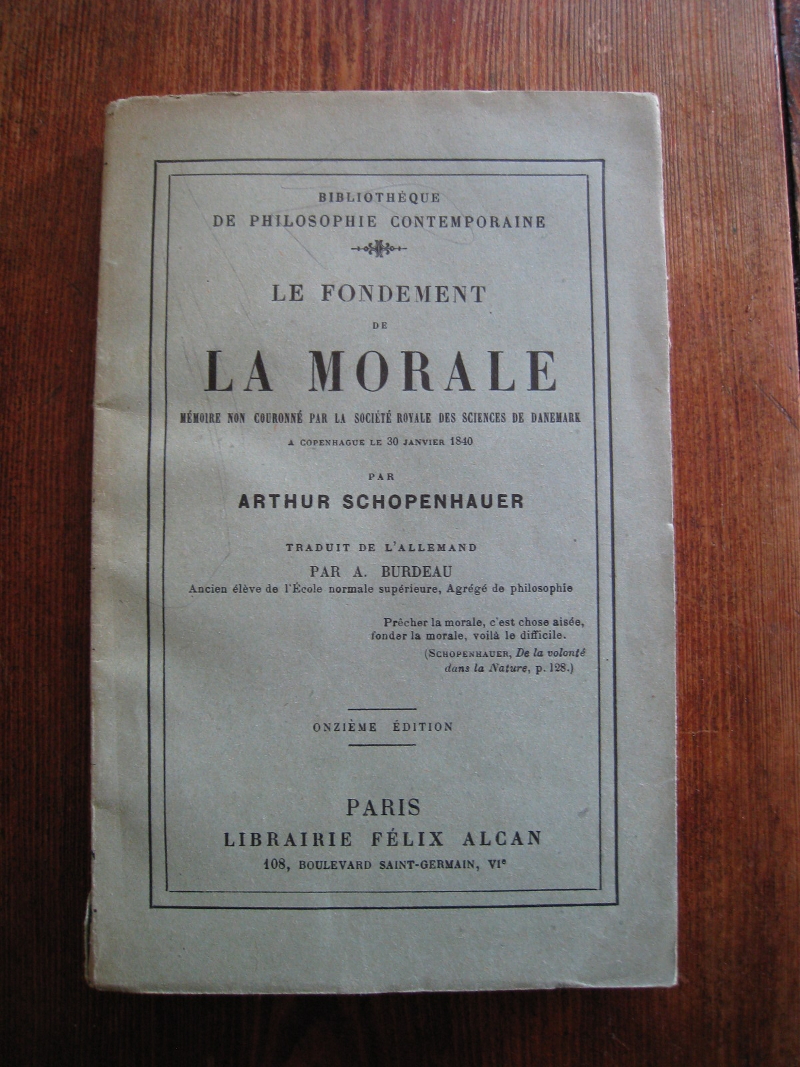 BIBLIOTHÈQUE
DE PHILOSOPHIE CONTEMPORAINE
LE FONDEMENT
DE
LA MORALE
MÉMOIRE NON COURONNÉ PAR LA SOCIÉTÉ ROYALE DES SCIENCES DE DANEMARK
A COPENHAGUE LE 30 JANVIER 1840
PAR
ARTHUR SCHOPENHAUER
TRADUIT DE L'ALLEMAND
PAR A. BURDEAU
Ancien élève de l'École normale supérieure, Agrégé de philosophie
Prêcher la morale, c'est chose aisée,
fonder la morale, voilà le difficile.
(SCHOPENHAUER, De la volonté
dans la Nature, p. 128.)
ONZIÈME ÉDITION
PARIS
LIBRAIRIE FÉLIX ALCAN
108, BOULEVARD SAINT-GERMAIN, VIe